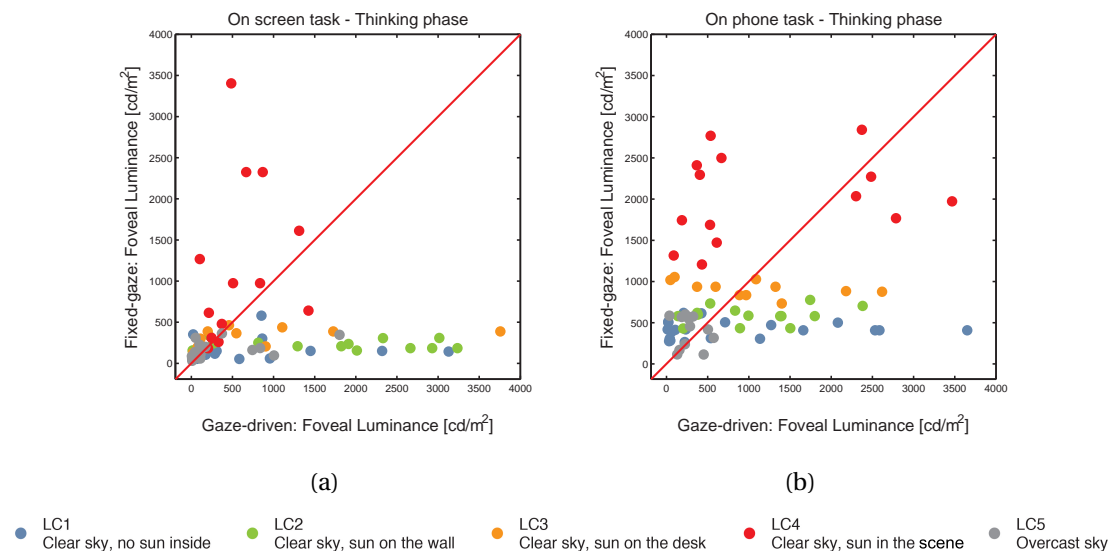 On screen task - Thinking phase
Fixed-gaze: Foveal Luminance [cd/m²]
4000
3500
3000
2500
2000
1500
1000
500
0
0 500 1000 1500 2000 2500 3000 3500 4000
Gaze-driven: Foveal Luminance [cd/m²]
(a)
On phone task - Thinking phase
Fixed-gaze: Foveal Luminance [cd/m²]
4000
3500
3000
2500
2000
1500
1000
500
0
0 500 1000 1500 2000 2500 3000 3500 4000
Gaze-driven: Foveal Luminance [cd/m²]
(b)
LC1
Clear sky, no sun inside
LC2
Clear sky, sun on the wall
LC3
Clear sky, sun on the desk
LC4
Clear sky, sun in the scene
LC5
Overcast sky